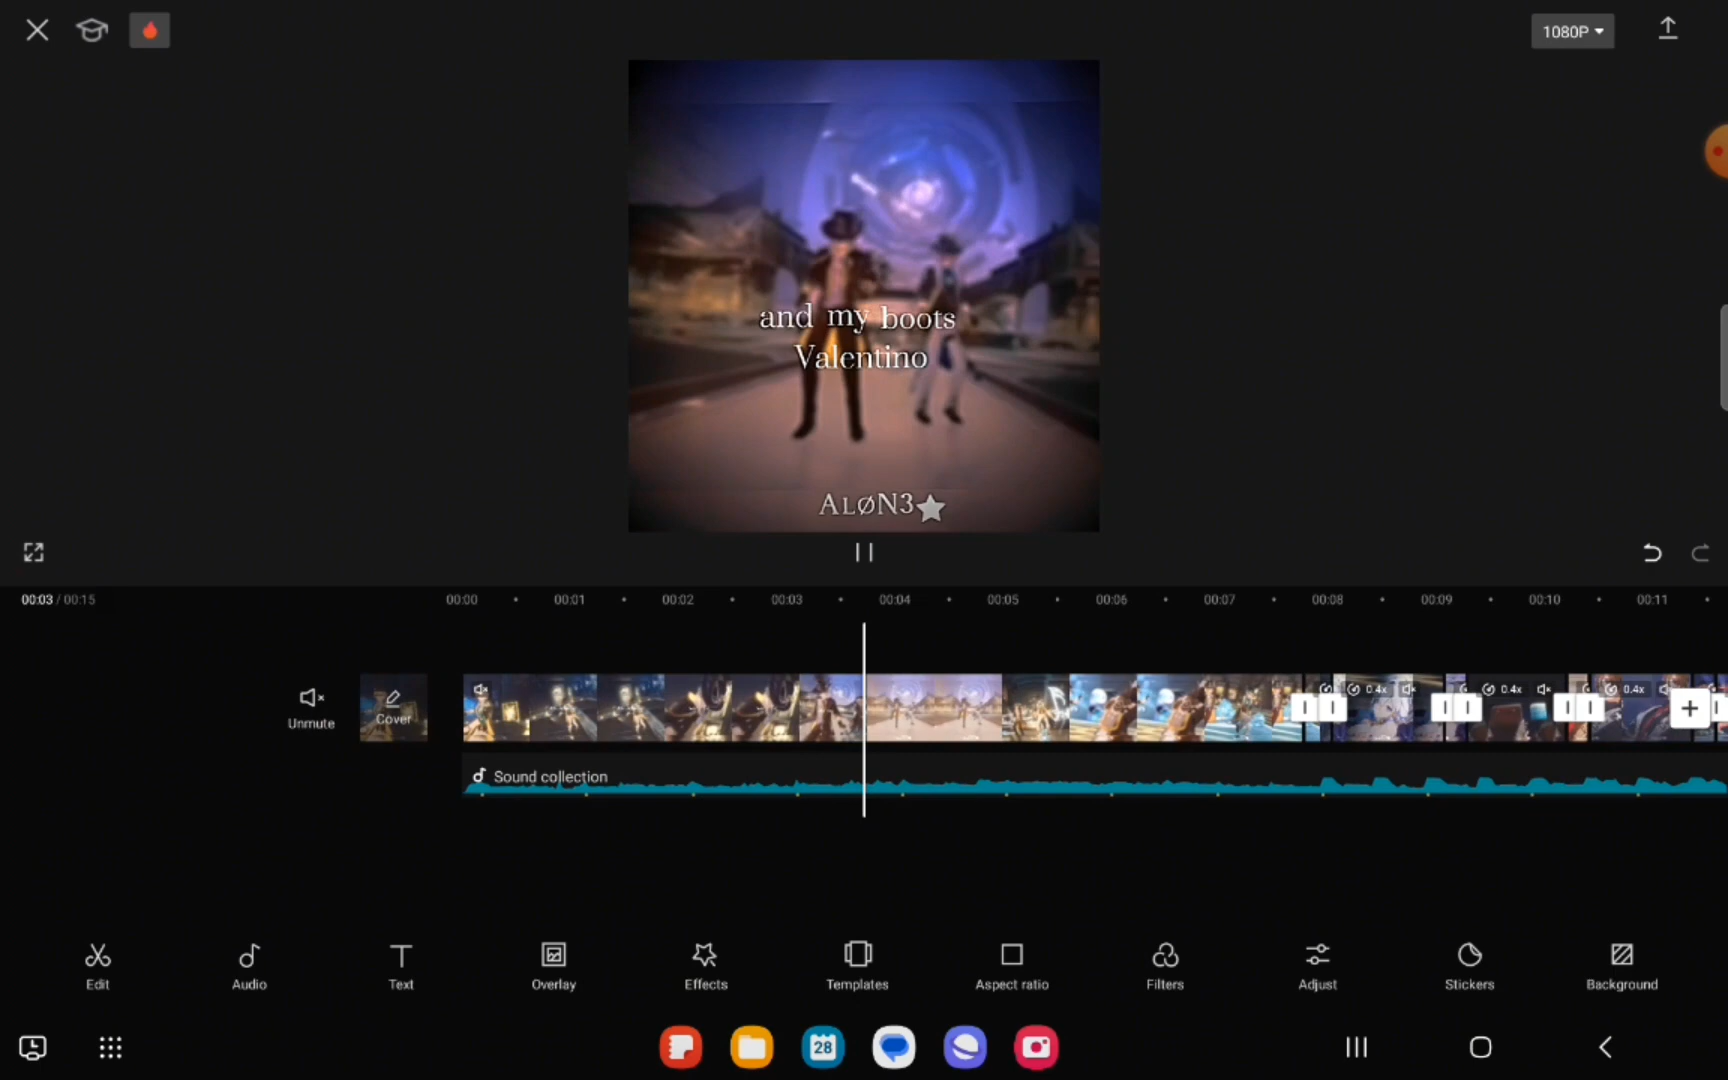 1080P
and my boots
Valentino
ALØN3
00:03 / 00:15
00:00
00:01
00:02
00:03
00:04
00:05
00:06
00:07
00:08
00:09
00:10
00:11
Unmute
Cover
0.4x
0.4x
0.4x
Sound collection
Edit
Audio
Text
Overlay
Effects
Templates
Aspect ratio
Filters
Adjust
Stickers
Background
28